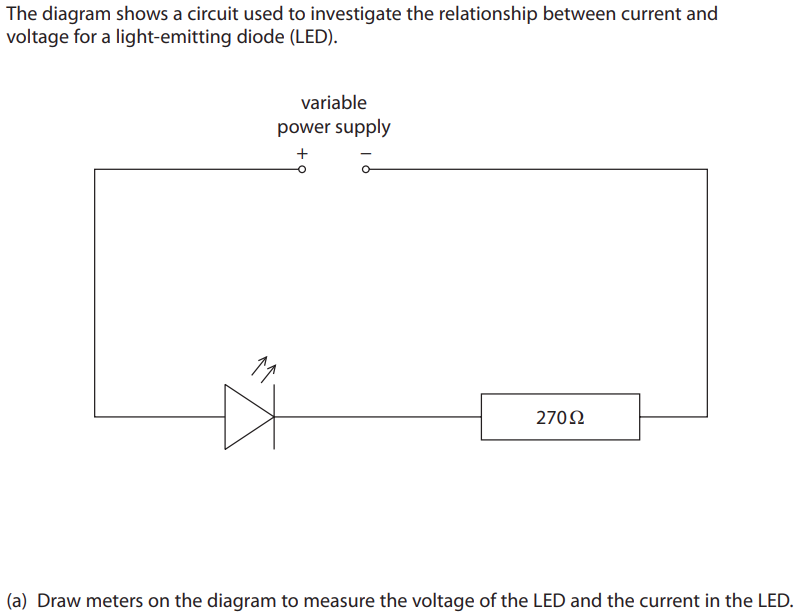 The diagram shows a circuit used to investigate the relationship between current and
voltage for a light-emitting diode (LED).
variable
power supply
+ −
270 Ω
(a) Draw meters on the diagram to measure the voltage of the LED and the current in the LED.